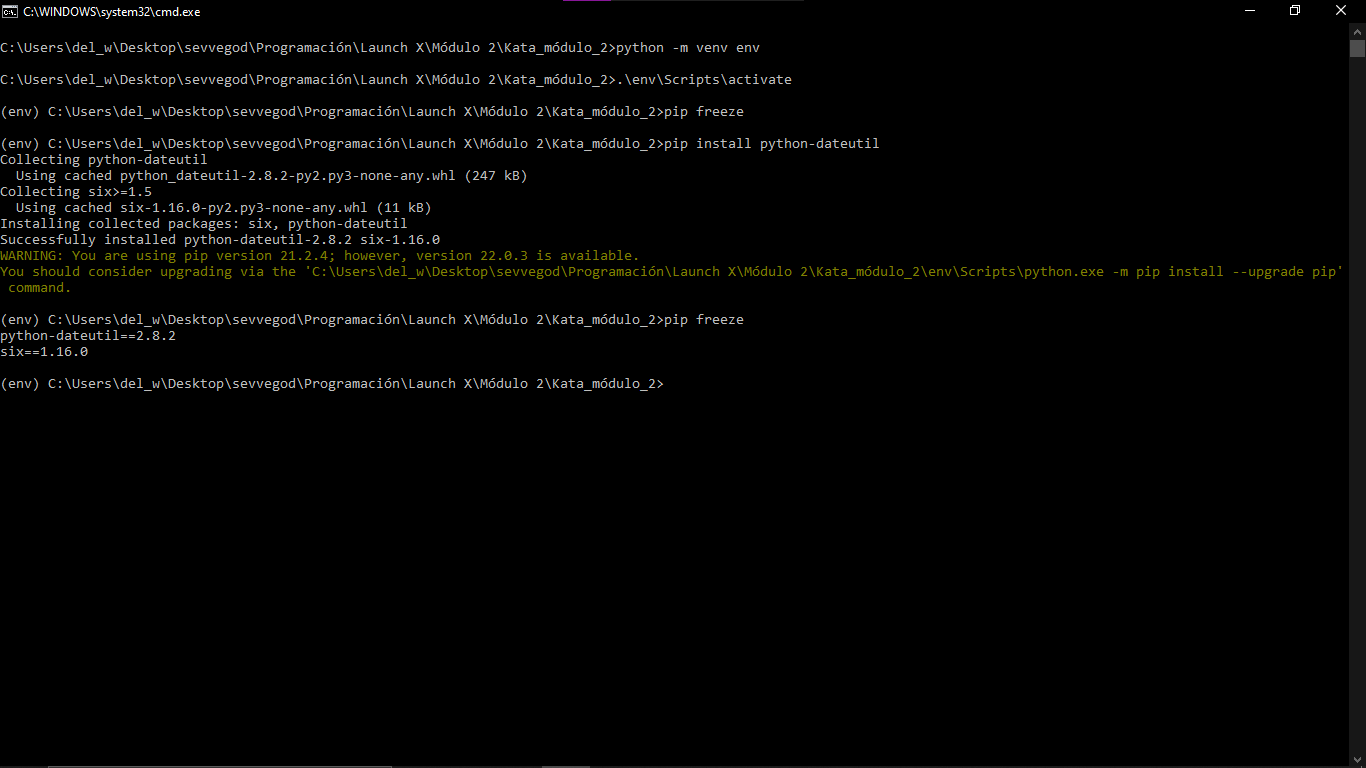 C:\WINDOWS\system32\cmd.exe
C:\Users\del_w\Desktop\sevvegod\Programación\Launch X\Módulo 2\Kata_módulo_2>python -m venv env
C:\Users\del_w\Desktop\sevvegod\Programación\Launch X\Módulo 2\Kata_módulo_2>.\env\Scripts\activate
(env) C:\Users\del_w\Desktop\sevvegod\Programación\Launch X\Módulo 2\Kata_módulo_2>pip freeze
(env) C:\Users\del_w\Desktop\sevvegod\Programación\Launch X\Módulo 2\Kata_módulo_2>pip install python-dateutil
Collecting python-dateutil
  Using cached python_dateutil-2.8.2-py2.py3-none-any.whl (247 kB)
Collecting six>=1.5
  Using cached six-1.16.0-py2.py3-none-any.whl (11 kB)
Installing collected packages: six, python-dateutil
Successfully installed python-dateutil-2.8.2 six-1.16.0
WARNING: You are using pip version 21.2.4; however, version 22.0.3 is available.
You should consider upgrading via the 'C:\Users\del_w\Desktop\sevvegod\Programación\Launch X\Módulo 2\Kata_módulo_2\env\Scripts\python.exe -m pip install --upgrade pip'
 command.
(env) C:\Users\del_w\Desktop\sevvegod\Programación\Launch X\Módulo 2\Kata_módulo_2>pip freeze
python-dateutil==2.8.2
six==1.16.0
(env) C:\Users\del_w\Desktop\sevvegod\Programación\Launch X\Módulo 2\Kata_módulo_2>